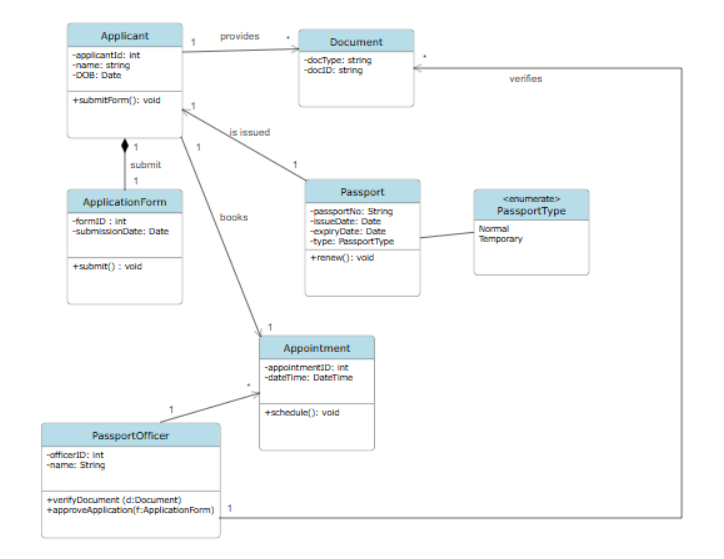 Applicant
-applicantId: int
-name: string
-DOB: Date
+submitForm(): void
1
provides
*
Document
-docType: string
-docID: string
*
verifies
1
is issued
1
1
submit
1
1
books
1
ApplicationForm
-formID : int
-submissionDate: Date
+submit() : void
Passport
-passportNo: String
-issueDate: Date
-expiryDate: Date
-type: PassportType
+renew(): void
<enumerate>
PassportType
Normal
Temporary
Appointment
-appointmentID: int
-dateTime: DateTime
+schedule(): void
1
*
PassportOfficer
-officerID: int
-name: String
+verifyDocument (d:Document)
+approveApplication(f:ApplicationForm)
1